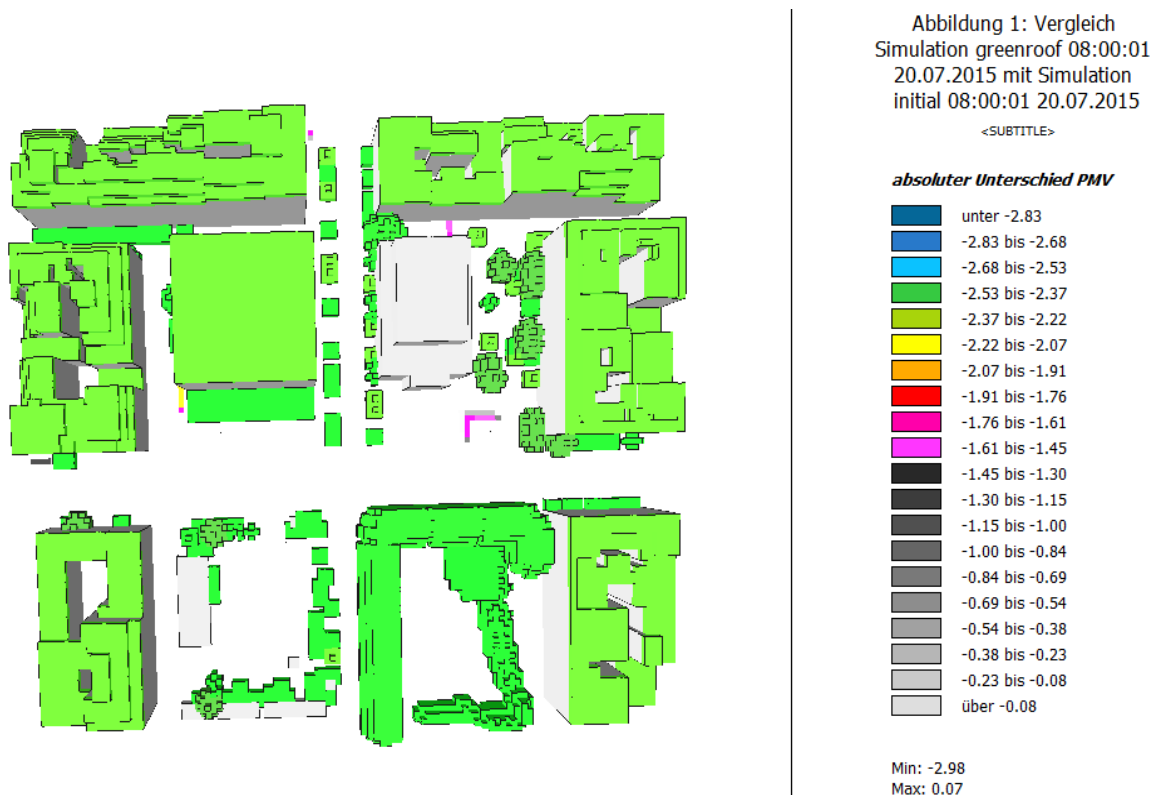 Abbildung 1: Vergleich
Simulation greenroof 08:00:01
20.07.2015 mit Simulation
initial 08:00:01 20.07.2015
<SUBTITLE>
absoluter Unterschied PMV
unter -2.83
-2.83 bis -2.68
-2.68 bis -2.53
-2.53 bis -2.37
-2.37 bis -2.22
-2.22 bis -2.07
-2.07 bis -1.91
-1.91 bis -1.76
-1.76 bis -1.61
-1.61 bis -1.45
-1.45 bis -1.30
-1.30 bis -1.15
-1.15 bis -1.00
-1.00 bis -0.84
-0.84 bis -0.69
-0.69 bis -0.54
-0.54 bis -0.38
-0.38 bis -0.23
-0.23 bis -0.08
über -0.08
Min: -2.98
Max: 0.07